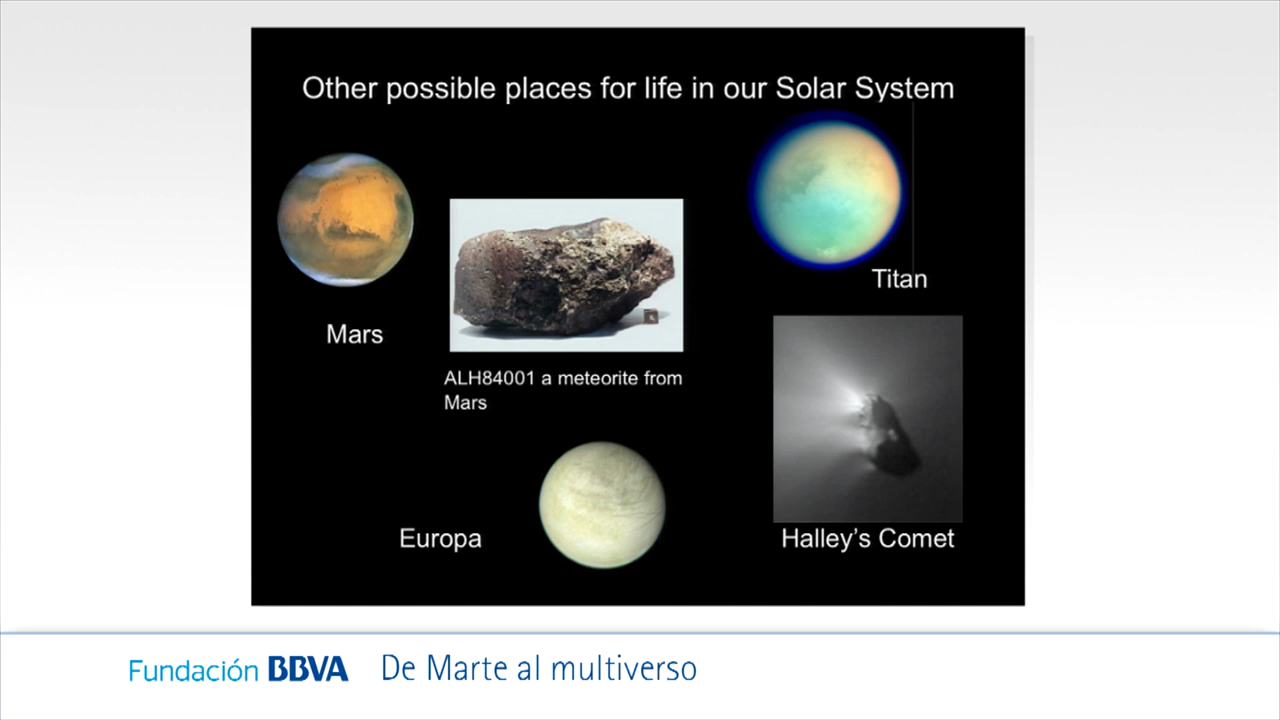 Other possible places for life in our Solar System
Mars
ALH84001 a meteorite from
Mars
Titan
Europa
Halley’s Comet
Fundación BBVA De Marte al multiverso